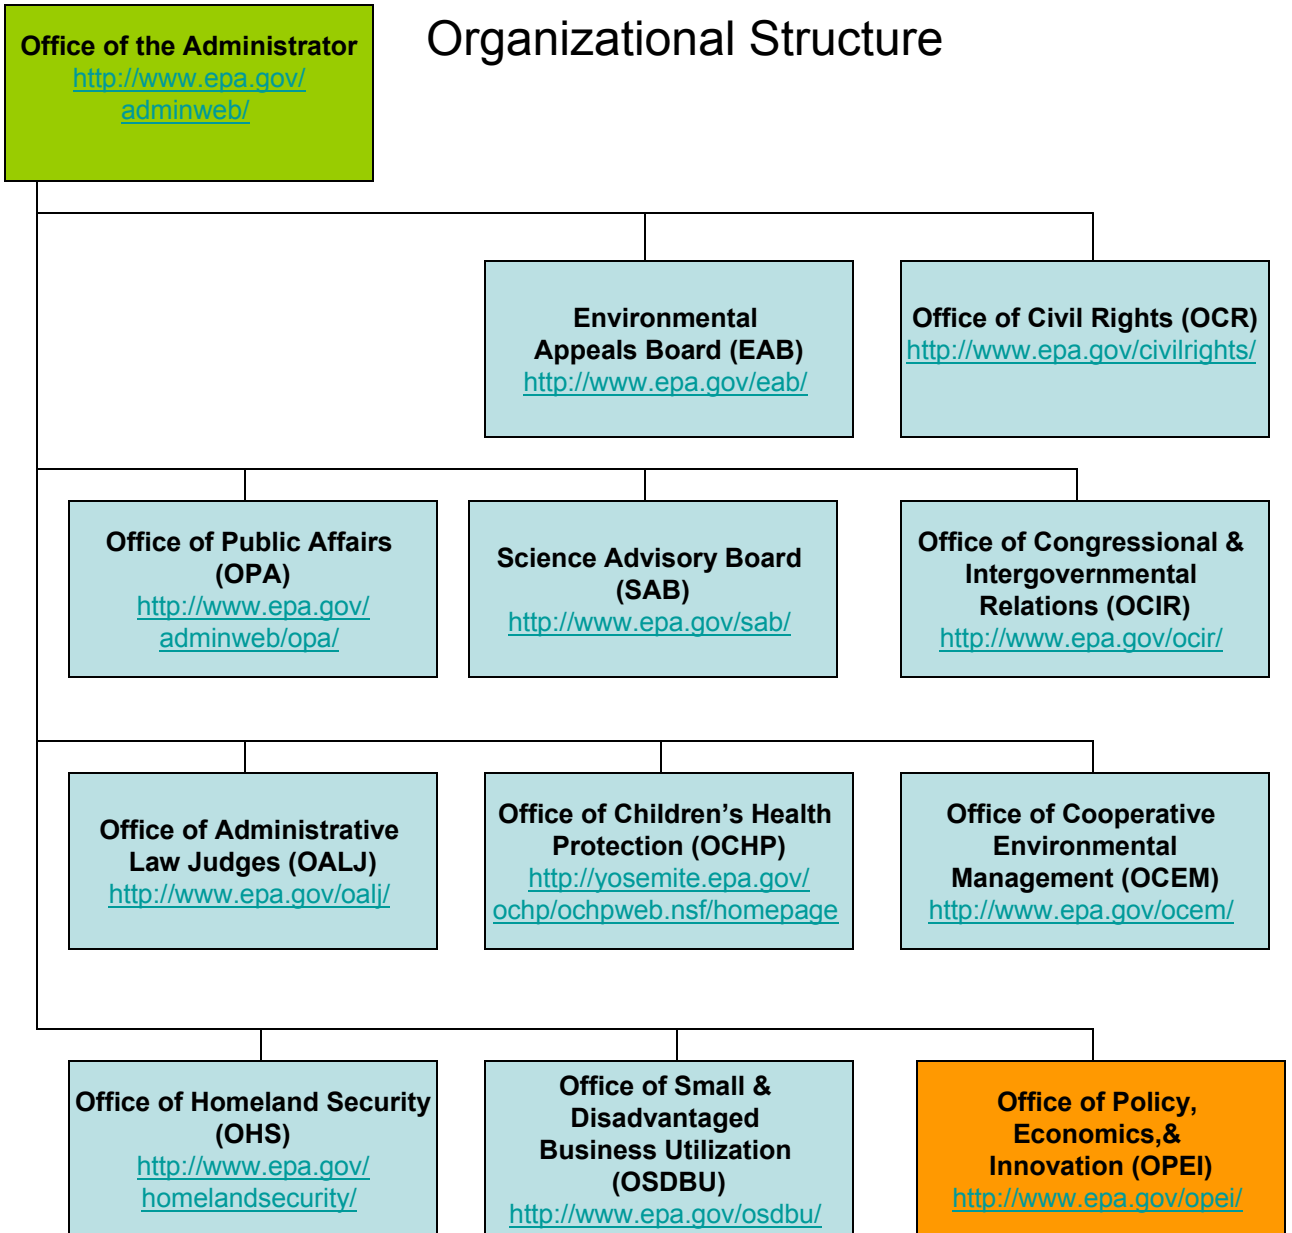 Organizational Structure
Office of the Administrator
http://www.epa.gov/
adminweb/
Environmental
Appeals Board (EAB)
http://www.epa.gov/eab/
Office of Civil Rights (OCR)
http://www.epa.gov/civilrights/
Office of Public Affairs
(OPA)
http://www.epa.gov/
adminweb/opa/
Science Advisory Board
(SAB)
http://www.epa.gov/sab/
Office of Congressional &
Intergovernmental
Relations (OCIR)
http://www.epa.gov/ocir/
Office of Administrative
Law Judges (OALJ)
http://www.epa.gov/oalj/
Office of Children’s Health
Protection (OCHP)
http://yosemite.epa.gov/
ochp/ochpweb.nsf/homepage
Office of Cooperative
Environmental
Management (OCEM)
http://www.epa.gov/ocem/
Office of Homeland Security
(OHS)
http://www.epa.gov/
homelandsecurity/
Office of Small &
Disadvantaged
Business Utilization
(OSDBU)
http://www.epa.gov/osdbu/
Office of Policy,
Economics,&
Innovation (OPEI)
http://www.epa.gov/opei/